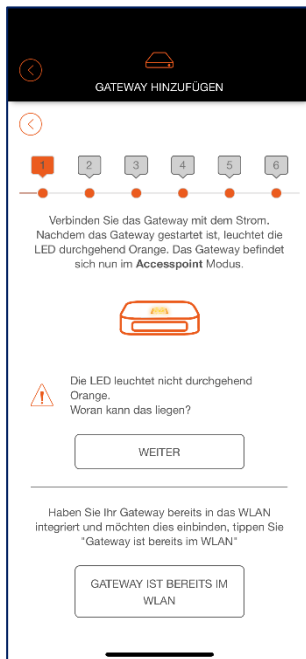 GATEWAY HINZUFÜGEN
1 2 3 4 5 6
Verbinden Sie das Gateway mit dem Strom.
Nachdem das Gateway gestartet ist, leuchtet die
LED durchgehend Orange. Das Gateway befindet
sich nun im Accesspoint Modus.
Die LED leuchtet nicht durchgehend
Orange.
Woran kann das liegen?
WEITER
Haben Sie Ihr Gateway bereits in das WLAN
integriert und möchten dies einbinden, tippen Sie
"Gateway ist bereits im WLAN"
GATEWAY IST BEREITS IM
WLAN